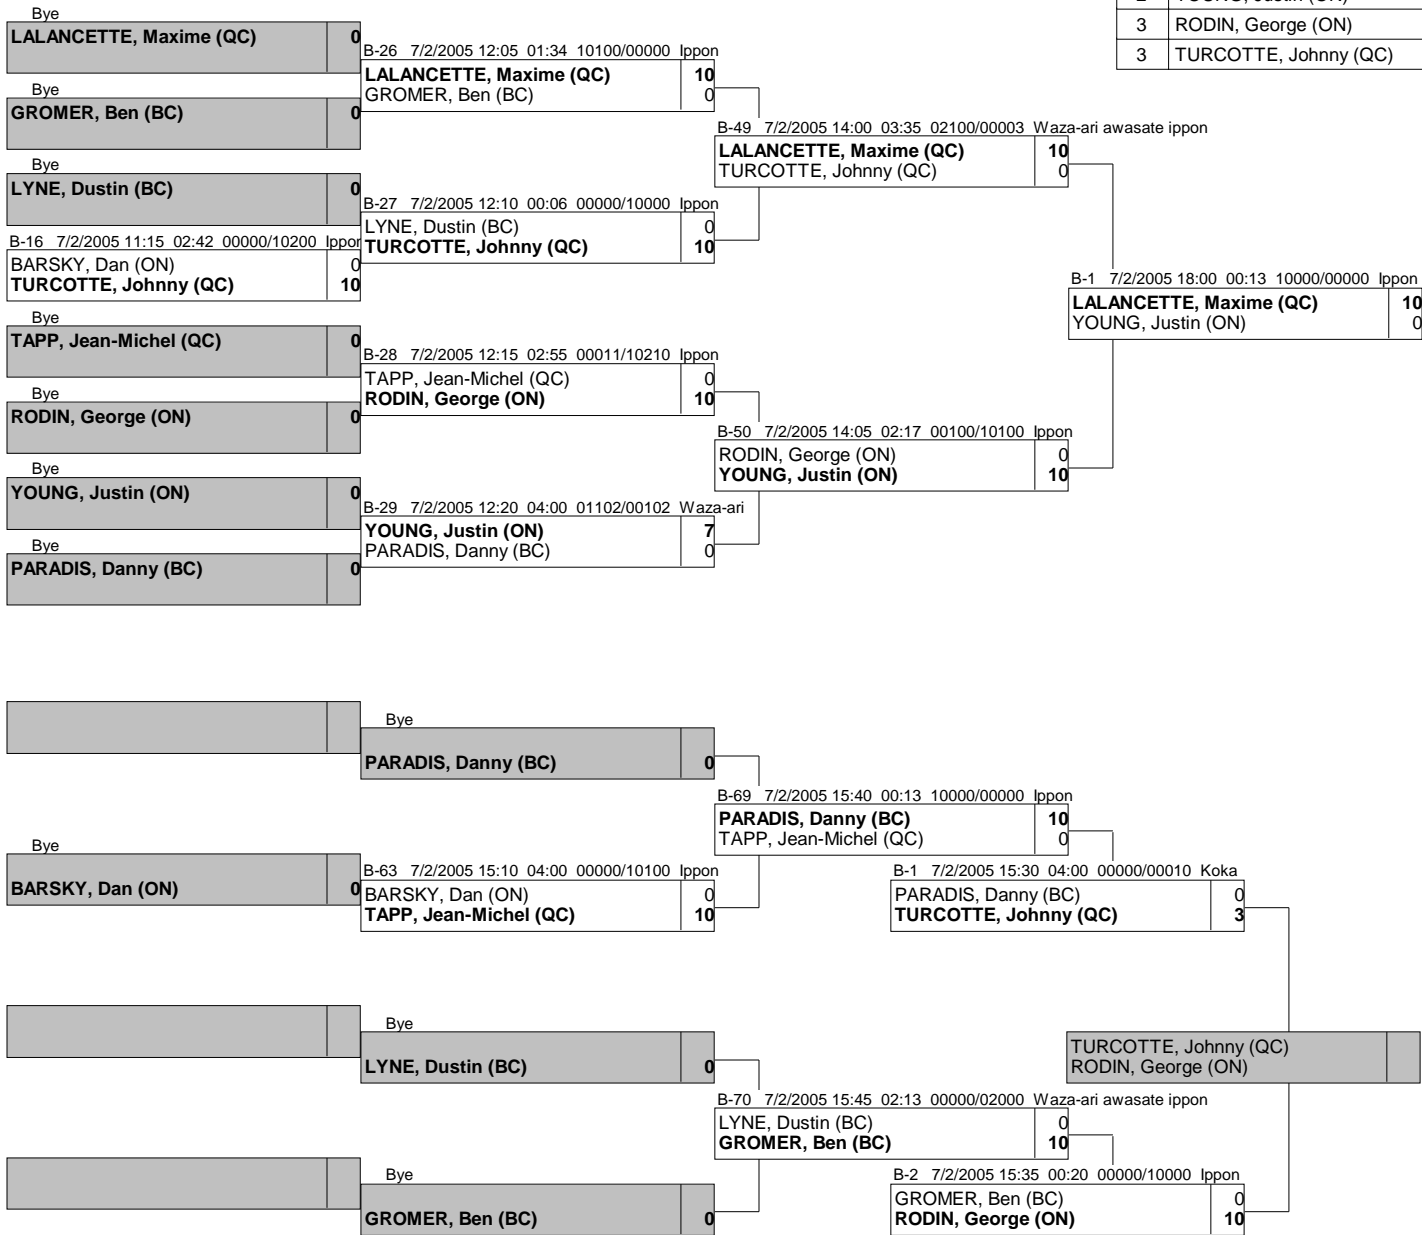 3 RODIN, George (ON)
3 TURCOTTE, Johnny (QC)
Bye
LALANCETTE, Maxime (QC) 0
B-26 7/2/2005 12:05 01:34 10100/00000 Ippon
LALANCETTE, Maxime (QC) 10
GROMER, Ben (BC) 0
Bye
GROMER, Ben (BC) 0
B-49 7/2/2005 14:00 03:35 02100/00003 Waza-ari awasate ippon
LALANCETTE, Maxime (QC) 10
TURCOTTE, Johnny (QC) 0
Bye
LYNE, Dustin (BC) 0
B-27 7/2/2005 12:10 00:06 00000/10000 Ippon
LYNE, Dustin (BC) 0
TURCOTTE, Johnny (QC) 10
B-16 7/2/2005 11:15 02:42 00000/10200 Ippon
BARSKY, Dan (ON) 0
TURCOTTE, Johnny (QC) 10
B-1 7/2/2005 18:00 00:13 10000/00000 Ippon
LALANCETTE, Maxime (QC) 10
YOUNG, Justin (ON) 0
Bye
TAPP, Jean-Michel (QC) 0
B-28 7/2/2005 12:15 02:55 00011/10210 Ippon
TAPP, Jean-Michel (QC) 0
RODIN, George (ON) 10
Bye
RODIN, George (ON) 0
B-50 7/2/2005 14:05 02:17 00100/10100 Ippon
RODIN, George (ON) 0
YOUNG, Justin (ON) 10
Bye
YOUNG, Justin (ON) 0
B-29 7/2/2005 12:20 04:00 01102/00102 Waza-ari
YOUNG, Justin (ON) 7
PARADIS, Danny (BC) 0
Bye
PARADIS, Danny (BC) 0
Bye
PARADIS, Danny (BC) 0
B-69 7/2/2005 15:40 00:13 10000/00000 Ippon
PARADIS, Danny (BC) 10
TAPP, Jean-Michel (QC) 0
Bye
BARSKY, Dan (ON) 0
B-63 7/2/2005 15:10 04:00 00000/10100 Ippon
BARSKY, Dan (ON) 0
TAPP, Jean-Michel (QC) 10
B-1 7/2/2005 15:30 04:00 00000/00010 Koka
PARADIS, Danny (BC) 0
TURCOTTE, Johnny (QC) 3
Bye
LYNE, Dustin (BC) 0
TURCOTTE, Johnny (QC)
RODIN, George (ON)
B-70 7/2/2005 15:45 02:13 00000/02000 Waza-ari awasate ippon
LYNE, Dustin (BC) 0
GROMER, Ben (BC) 10
Bye
GROMER, Ben (BC) 0
B-2 7/2/2005 15:35 00:20 00000/10000 Ippon
GROMER, Ben (BC) 0
RODIN, George (ON) 10